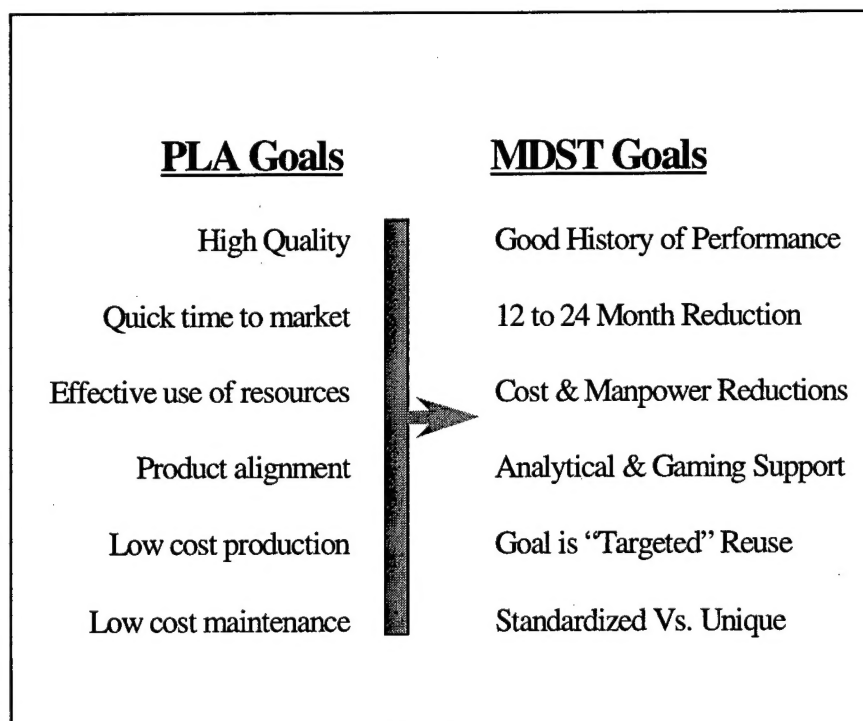 PLA Goals
High Quality
Quick time to market
Effective use of resources
Product alignment
Low cost production
Low cost maintenance
MDST Goals
Good History of Performance
12 to 24 Month Reduction
Cost & Manpower Reductions
Analytical & Gaming Support
Goal is “Targeted” Reuse
Standardized Vs. Unique